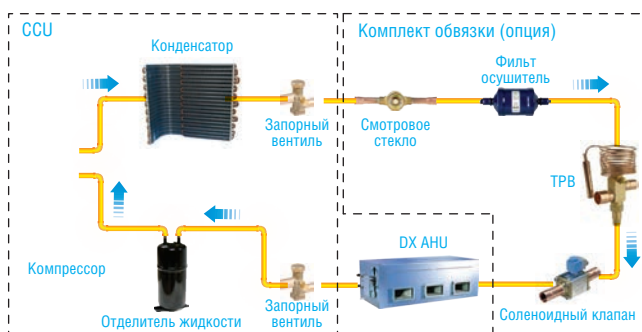 CCU
Конденсатор
Запорный
вентиль
Комплект обвязки (опция)
Смотровое
стекло
Фильт
осушитель
ТРВ
Компрессор
Отделитель жидкости
Запорный
вентиль
DX AHU
Соленоидный клапан